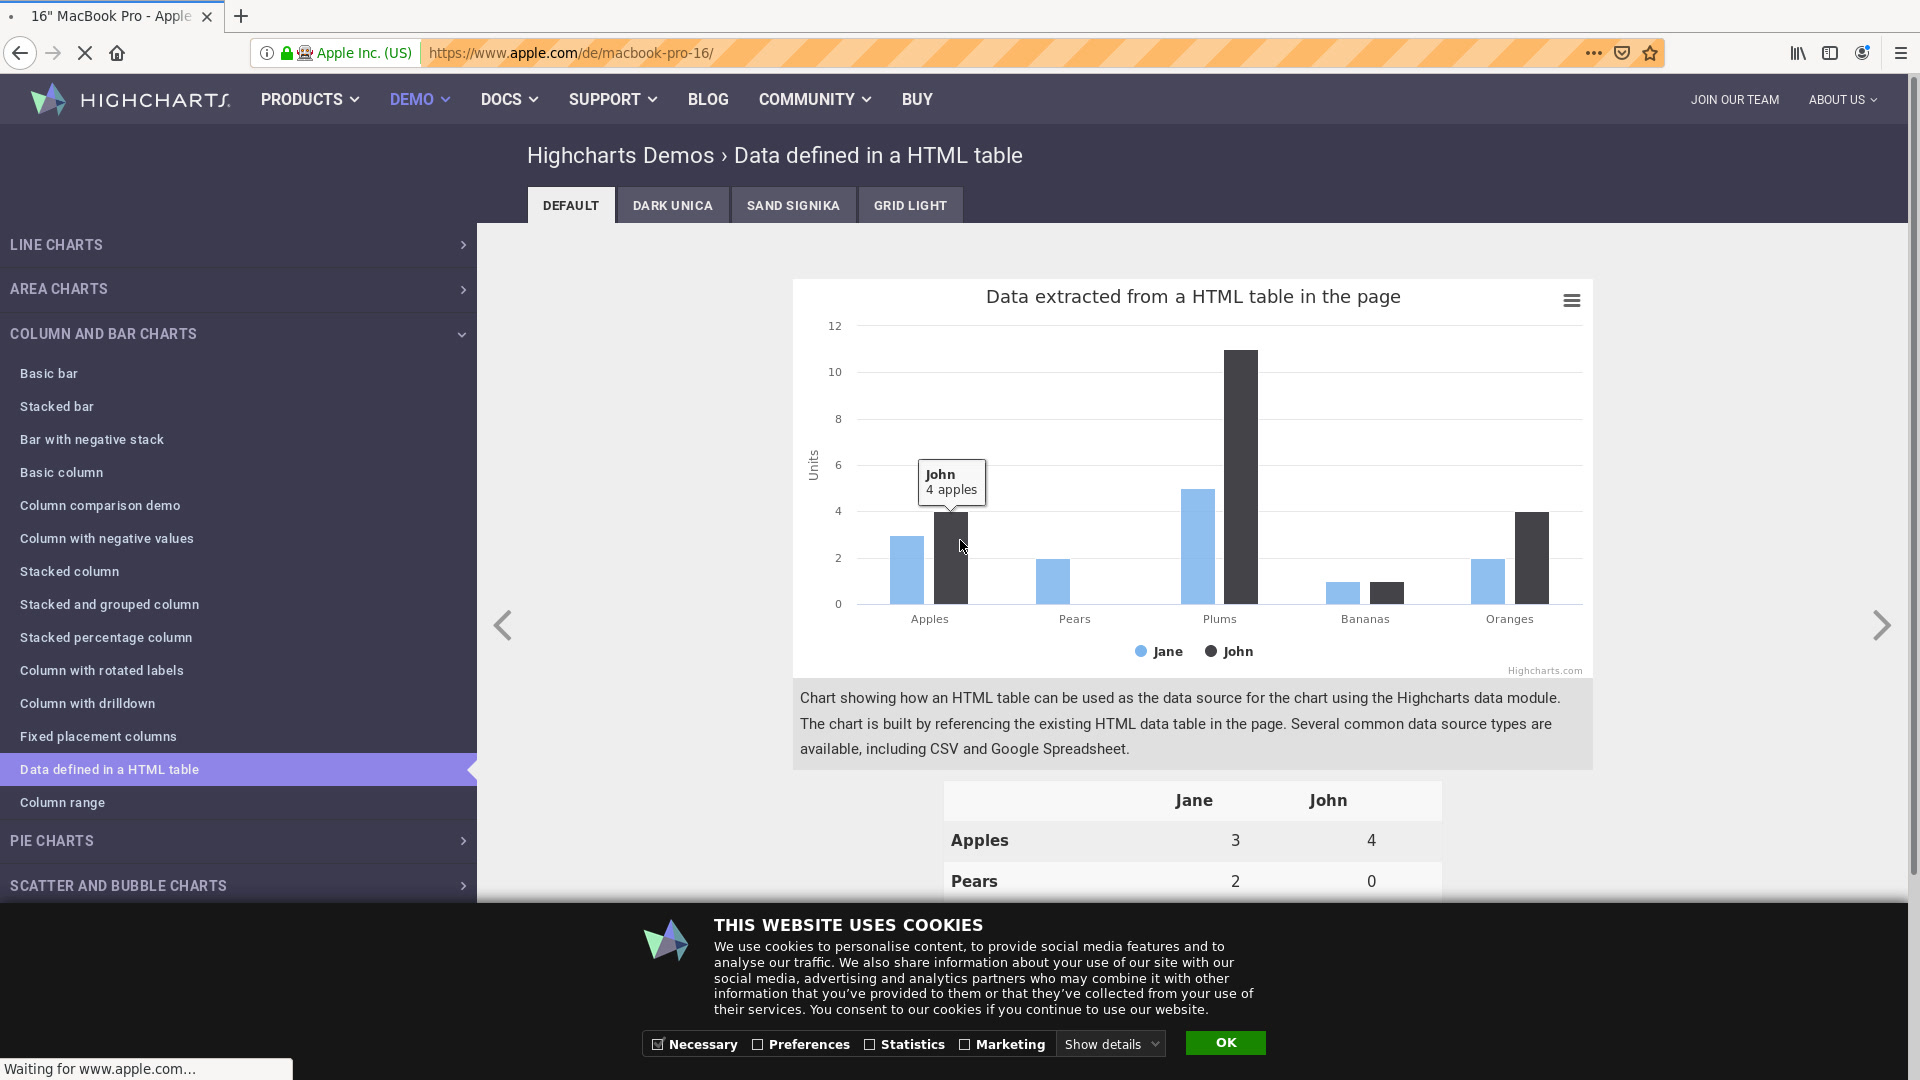 16" MacBook Pro - Apple
Apple Inc. (US)
https://www.apple.com/de/macbook-pro-16/
HIGHCHARTS
PRODUCTS
DEMO
DOCS
SUPPORT
BLOG
COMMUNITY
BUY
JOIN OUR TEAM
ABOUT US
Highcharts Demos › Data defined in a HTML table
DEFAULT
DARK UNICA
SAND SIGNIKA
GRID LIGHT
LINE CHARTS
AREA CHARTS
COLUMN AND BAR CHARTS
Basic bar
Stacked bar
Bar with negative stack
Basic column
Column comparison demo
Column with negative values
Stacked column
Stacked and grouped column
Stacked percentage column
Column with rotated labels
Column with drilldown
Fixed placement columns
Data defined in a HTML table
Column range
PIE CHARTS
SCATTER AND BUBBLE CHARTS
Data extracted from a HTML table in the page
Units
12
10
8
6
4
2
0
John
4 apples
Apples
Pears
Plums
Bananas
Oranges
Jane
John
Highcharts.com
Chart showing how an HTML table can be used as the data source for the chart using the Highcharts data module.
The chart is built by referencing the existing HTML data table in the page. Several common data source types are
available, including CSV and Google Spreadsheet.
Jane John
Apples 3 4
Pears 2 0
THIS WEBSITE USES COOKIES
We use cookies to personalise content, to provide social media features and to
analyse our traffic. We also share information about your use of our site with our
social media, advertising and analytics partners who may combine it with other
information that you've provided to them or that they've collected from your use of
their services. You consent to our cookies if you continue to use our website.
Necessary
Preferences
Statistics
Marketing
Show details
OK
Waiting for www.apple.com…